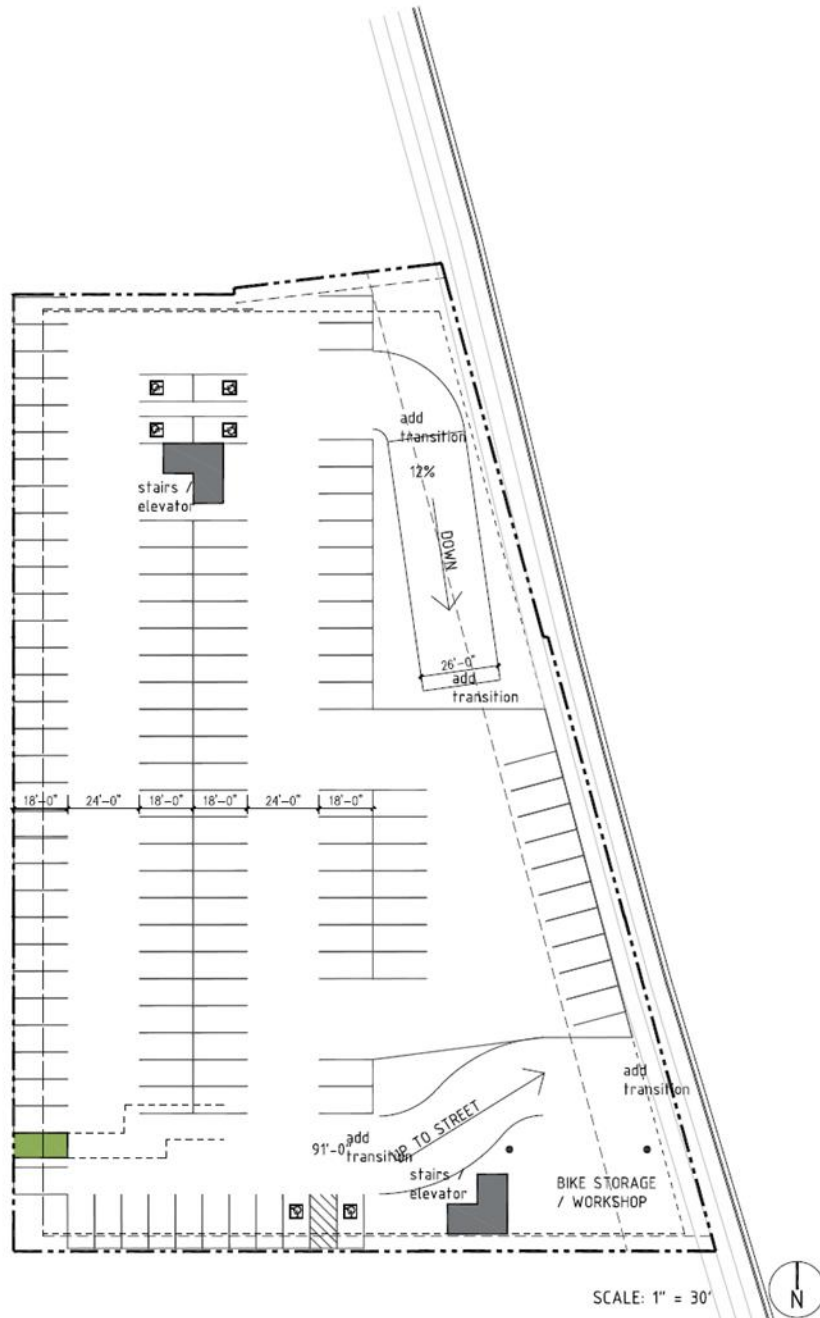 add
transition
12%
stairs /
elevator
DOWN
26'-0"
add
transition
18'-0"
24'-0"
18'-0"
18'-0"
24'-0"
18'-0"
add
transition
UP TO STREET
91'-0"
add
transition
stairs /
elevator
BIKE STORAGE
/ WORKSHOP
SCALE: 1" = 30'
N